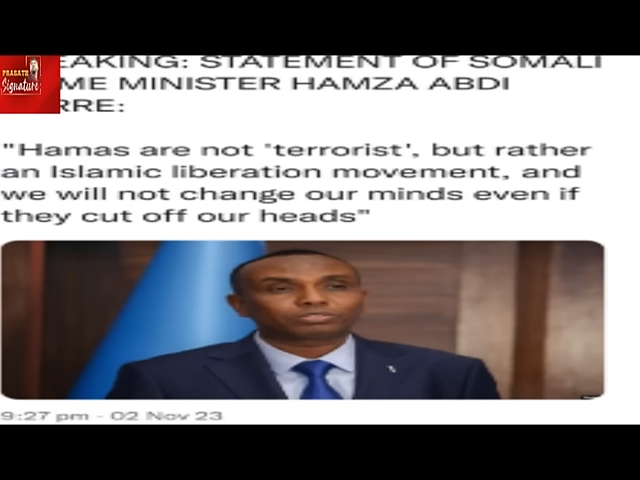 PRASATH
Signature
EAKING: STATEMENT OF SOMALI
ME MINISTER HAMZA ABDI
RRE:
"Hamas are not 'terrorist', but rather
an Islamic liberation movement, and
we will not change our minds even if
they cut off our heads"
9:27 pm - 02 Nov 23